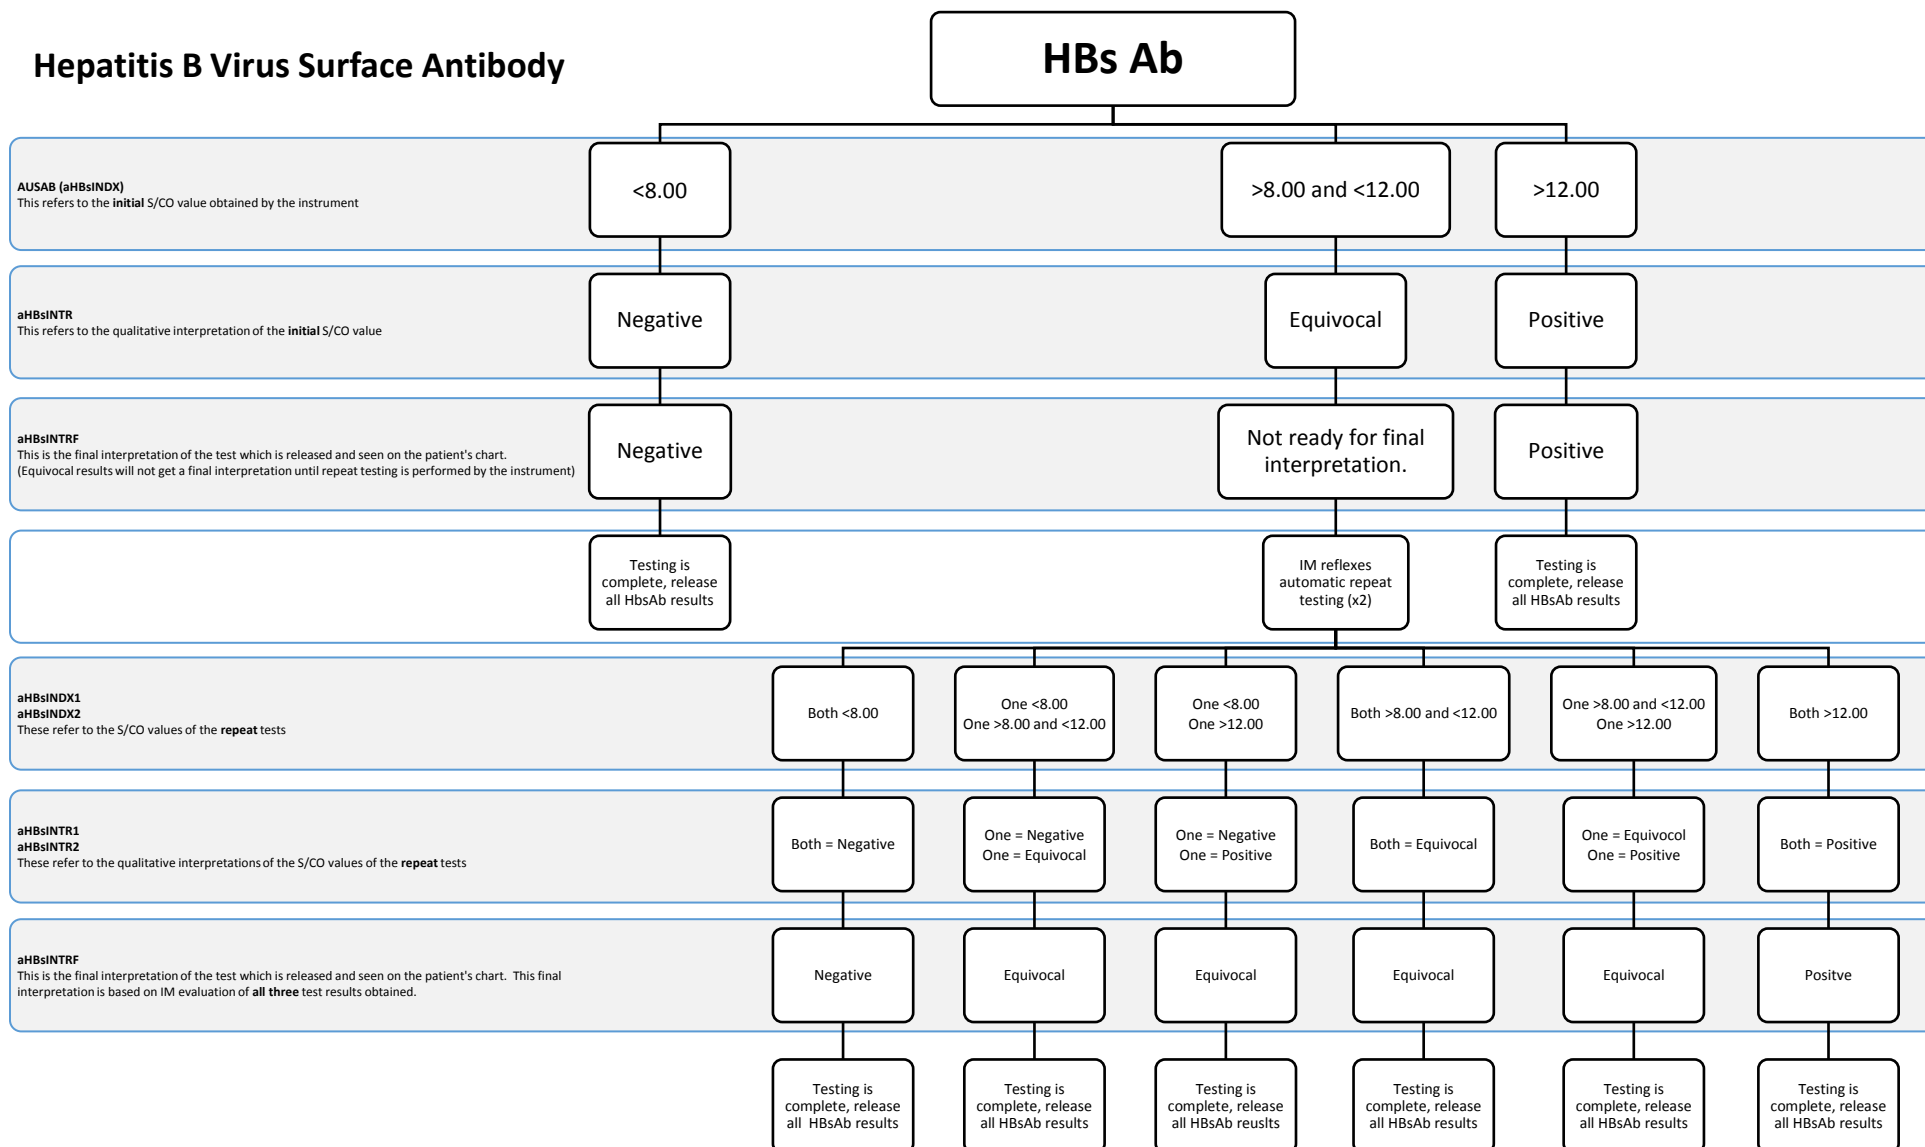 Hepatitis B Virus Surface Antibody
HBs Ab
AUSAB (aHBsINDX)
This refers to the initial S/CO value obtained by the instrument
<8.00
>8.00 and <12.00
>12.00
aHBsINTR
This refers to the qualitative interpretation of the initial S/CO value
Negative
Equivocal
Positive
aHBsINTRF
This is the final interpretation of the test which is released and seen on the patient's chart.
(Equivocal results will not get a final interpretation until repeat testing is performed by the instrument)
Negative
Not ready for final
interpretation.
Positive
Testing is
complete, release
all HbsAb results
IM reflexes
automatic repeat
testing (x2)
Testing is
complete, release
all HBsAb results
aHBsINDX1
aHBsINDX2
These refer to the S/CO values of the repeat tests
Both <8.00
One <8.00
One >8.00 and <12.00
One <8.00
One >12.00
Both >8.00 and <12.00
One >8.00 and <12.00
One >12.00
Both >12.00
aHBsINTR1
aHBsINTR2
These refer to the qualitative interpretations of the S/CO values of the repeat tests
Both = Negative
One = Negative
One = Equivocal
One = Negative
One = Positive
Both = Equivocal
One = Equivocol
One = Positive
Both = Positive
aHBsINTRF
This is the final interpretation of the test which is released and seen on the patient's chart. This final
interpretation is based on IM evaluation of all three test results obtained.
Negative
Equivocal
Equivocal
Equivocal
Equivocal
Positve
Testing is
complete, release
all HBsAb results
Testing is
complete, release
all HBsAb reuslts
Testing is
complete, release
all HBsAb results
Testing is
complete, release
all HBsAb results
Testing is
complete, release
all HBsAb results
Testing is
complete, release
all HBsAb results